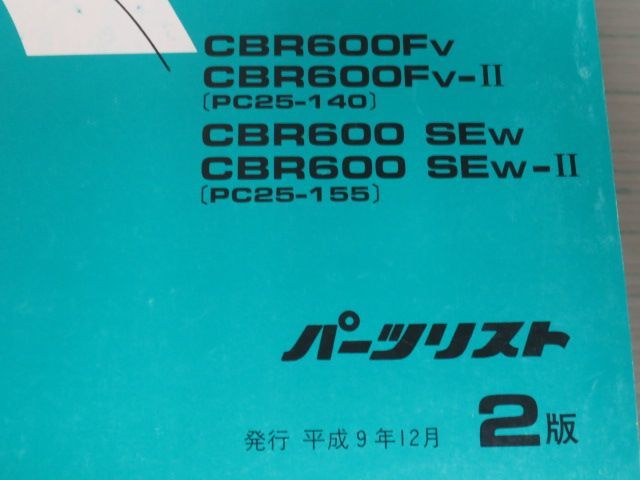 CBR600FV
CBR600FV-II
〔PC25-140〕
CBR600 SEW
CBR600 SEW-II
〔PC25-155〕
パーツリスト
発行 平成9年12月 2版